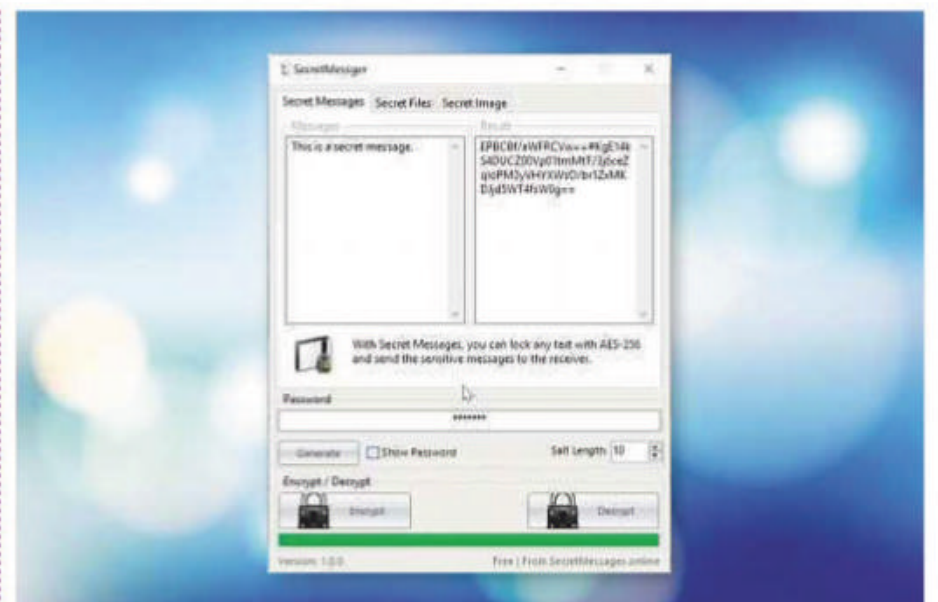 SecretMessager
Secret Messages Secret Files Secret Image
Messages
Result
This is a secret message.
With Secret Messages, you can lock any text with AES-256
and send the sensitive messages to the receiver.
Password
*******
Generate Show Password Salt Length 10
Encrypt / Decrypt
Encrypt Decrypt
Version: 1.0.0 Free | From SecretMessages.online